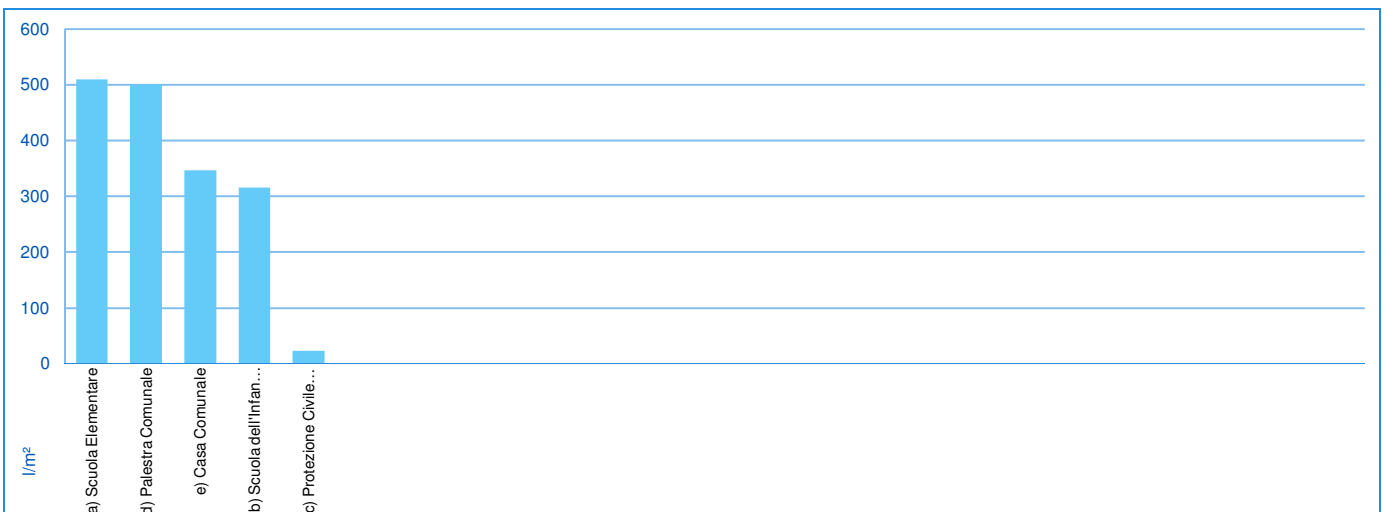 600
500
400
300
200
100
0
l/m²
a) Scuola Elementare
d) Palestra Comunale
e) Casa Comunale
b) Scuola dell'Infan…
c) Protezione Civile…